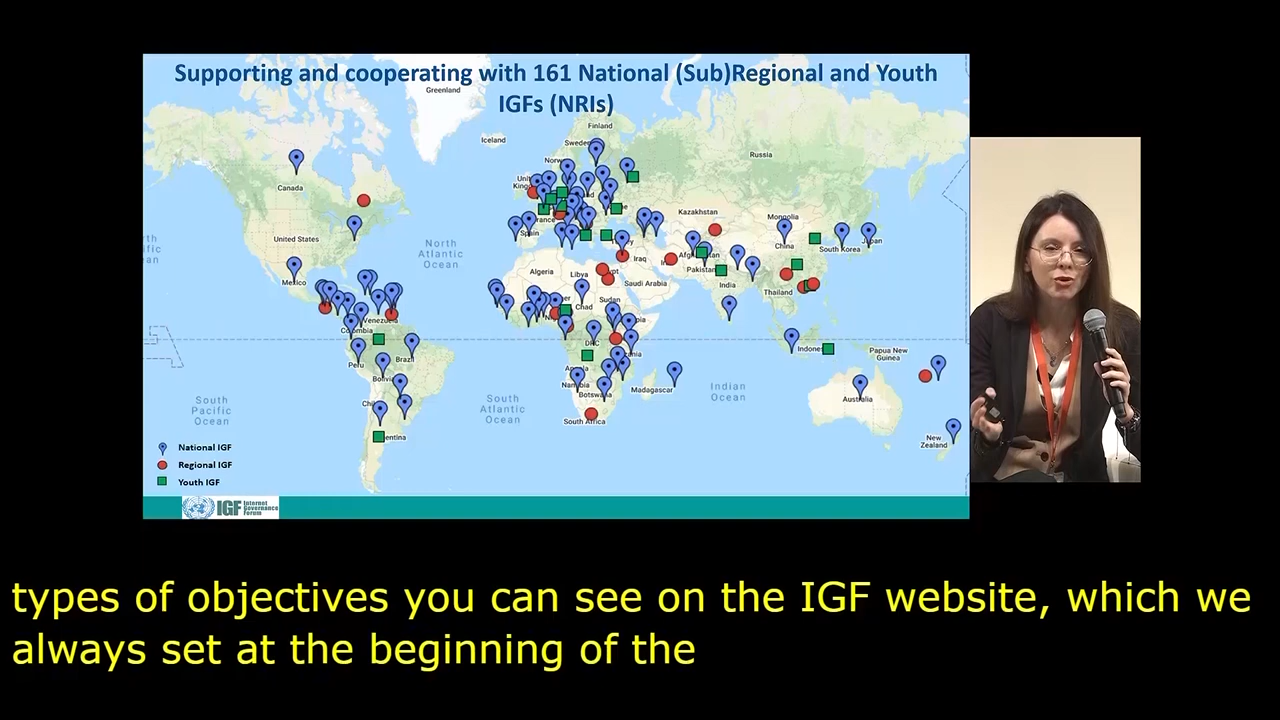 Supporting and cooperating with 161 National (Sub)Regional and Youth
IGFs (NRIs)
Greenland
Iceland
Finland
Sweden
Russia
Canada
Kazakhstan
Mongolia
United States
Spain
China
South Korea
Japan
North
Atlantic
Ocean
Iraq
Pakistan
Algeria
Libya
Mexico
Saudi Arabia
India
Thailand
Chad
Sudan
Venezuela
Colombia
DRC
Brazil
Peru
Papua New
Guinea
Bolivia
Namibia
Botswana
Madagascar
Indian
Ocean
South
Pacific
Ocean
South
Atlantic
Ocean
Australia
South Africa
New
Zealand
National IGF
Regional IGF
Youth IGF
IGF Internet
Governance
Forum
types of objectives you can see on the IGF website, which we
always set at the beginning of the